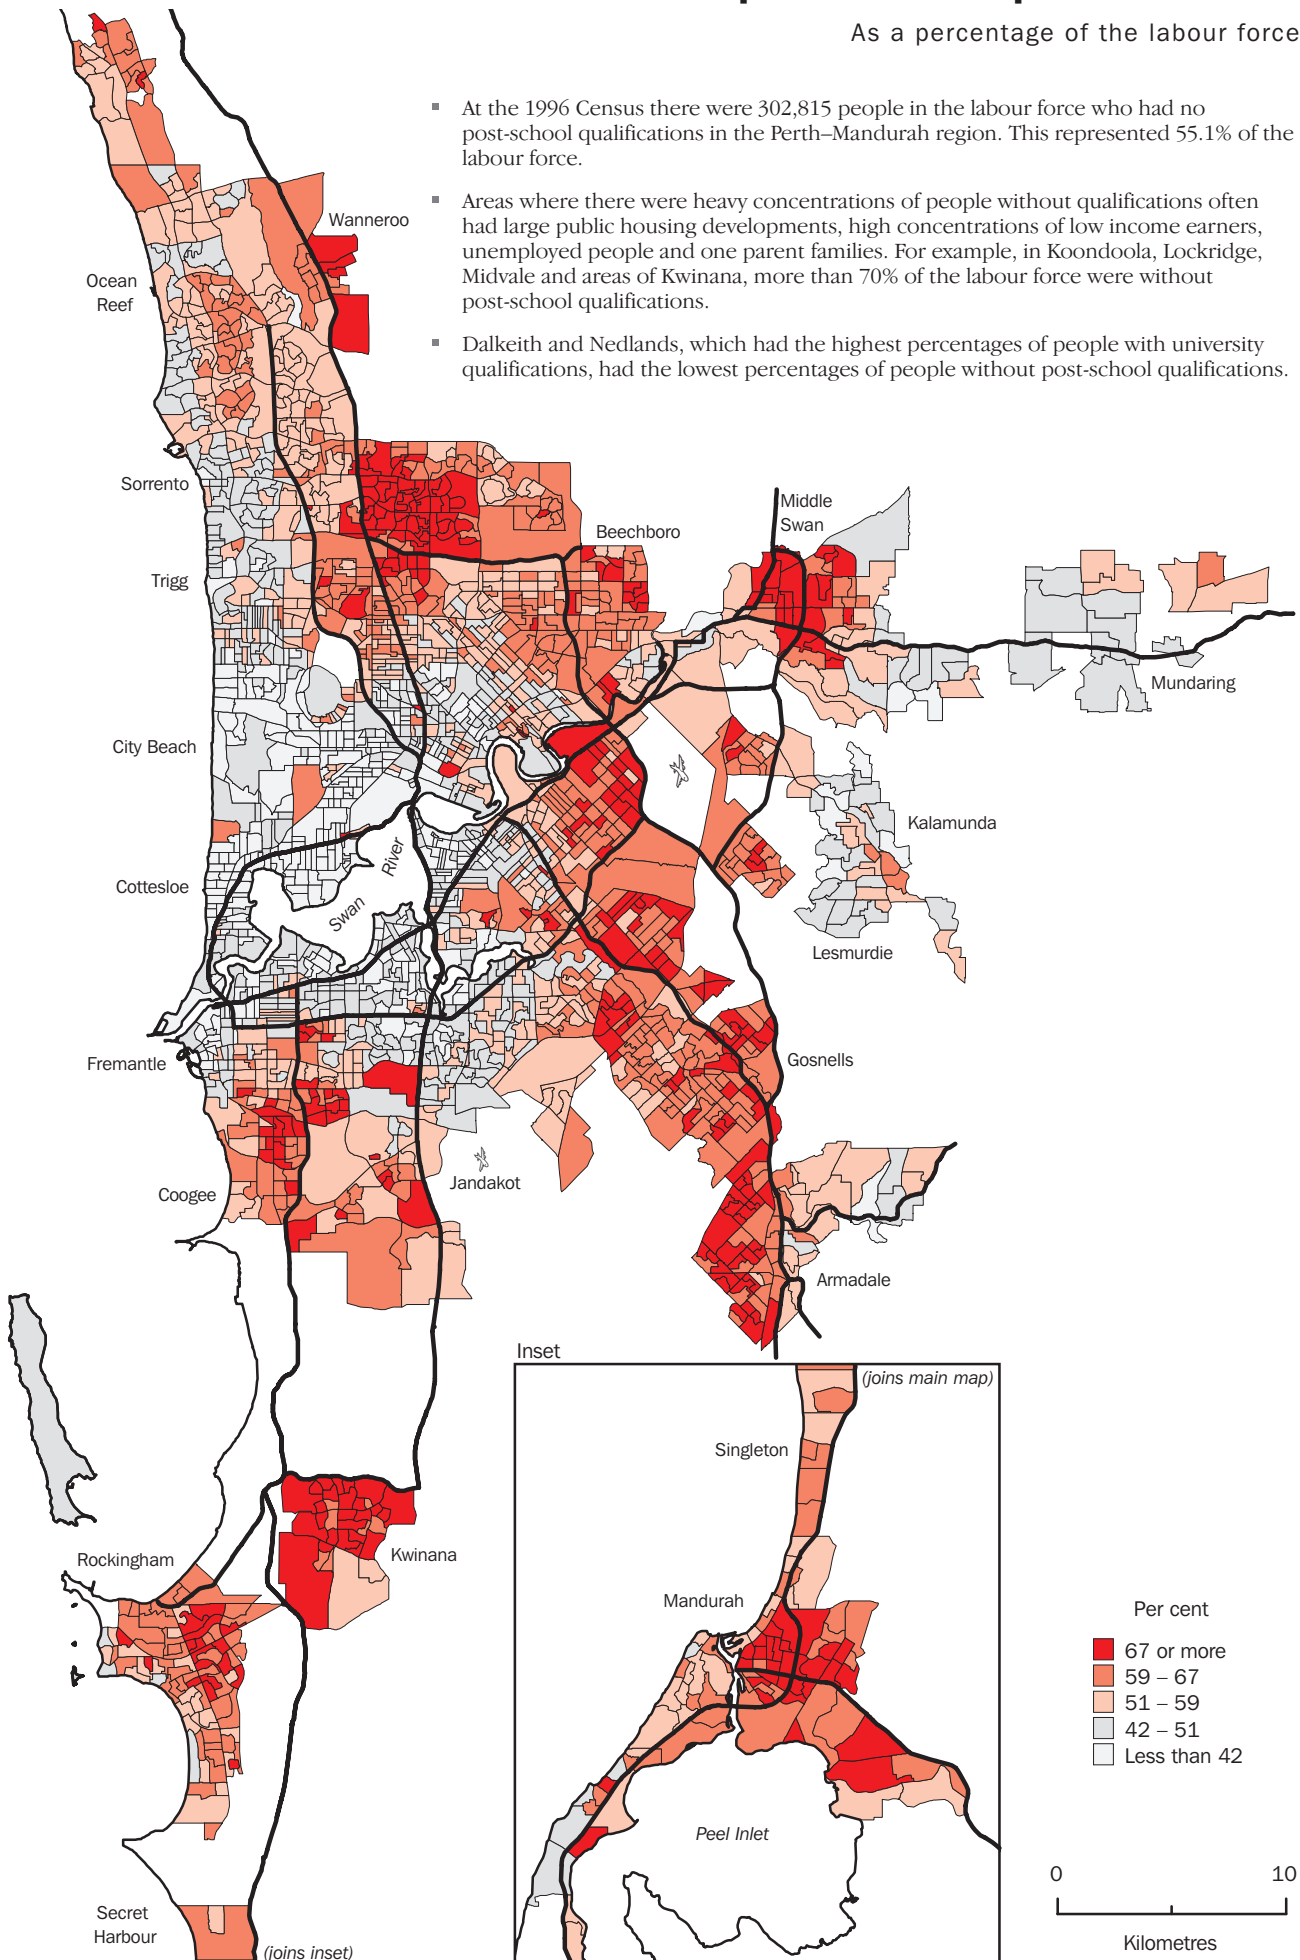 As a percentage of the labour force
▪ At the 1996 Census there were 302,815 people in the labour force who had no
post-school qualifications in the Perth–Mandurah region. This represented 55.1% of the
labour force.
▪ Areas where there were heavy concentrations of people without qualifications often
had large public housing developments, high concentrations of low income earners,
unemployed people and one parent families. For example, in Koondoola, Lockridge,
Midvale and areas of Kwinana, more than 70% of the labour force were without
post-school qualifications.
▪ Dalkeith and Nedlands, which had the highest percentages of people with university
qualifications, had the lowest percentages of people without post-school qualifications.
Wanneroo
Ocean
Reef
Sorrento
Middle
Swan
Beechboro
Trigg
Mundaring
City Beach
Kalamunda
River
Cottesloe
Swan
Lesmurdie
Gosnells
Fremantle
Jandakot
Coogee
Armadale
Inset
(joins main map)
Singleton
Kwinana
Rockingham
Mandurah
Per cent
67 or more
59 – 67
51 – 59
42 – 51
Less than 42
Peel Inlet
0 10
Kilometres
Secret
Harbour
(joins inset)